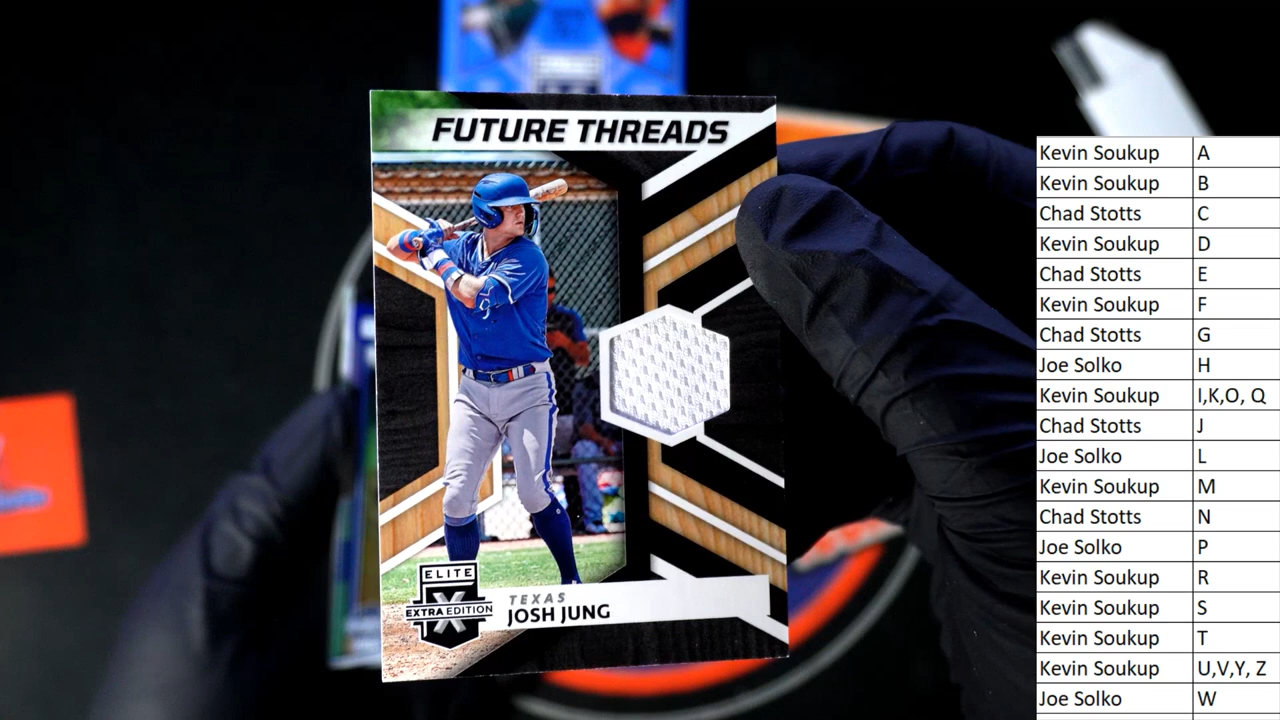 FUTURE THREADS
ELITE
X
EXTRA EDITION
TEXAS
JOSH JUNG
Kevin Soukup A
Kevin Soukup B
Chad Stotts C
Kevin Soukup D
Chad Stotts E
Kevin Soukup F
Chad Stotts G
Joe Solko H
Kevin Soukup I,K,O, Q
Chad Stotts J
Joe Solko L
Kevin Soukup M
Chad Stotts N
Joe Solko P
Kevin Soukup R
Kevin Soukup S
Kevin Soukup T
Kevin Soukup U,V,Y, Z
Joe Solko W